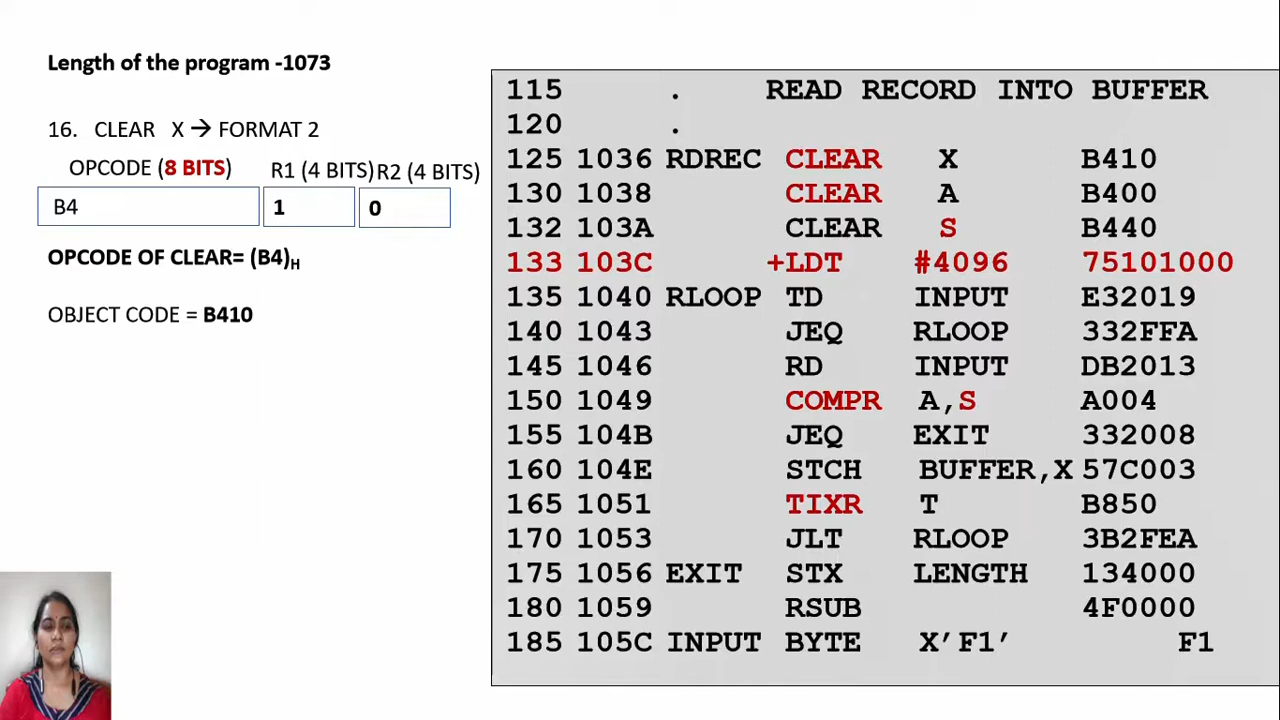 Length of the program -1073
16. CLEAR X → FORMAT 2
OPCODE (8 BITS) R1 (4 BITS) R2 (4 BITS)
B4 1 0
OPCODE OF CLEAR= (B4)H
OBJECT CODE = B410
115 . READ RECORD INTO BUFFER
120 .
125 1036 RDREC CLEAR X B410
130 1038 CLEAR A B400
132 103A CLEAR S B440
133 103C +LDT #4096 75101000
135 1040 RLOOP TD INPUT E32019
140 1043 JEQ RLOOP 332FFA
145 1046 RD INPUT DB2013
150 1049 COMPR A,S A004
155 104B JEQ EXIT 332008
160 104E STCH BUFFER,X 57C003
165 1051 TIXR T B850
170 1053 JLT RLOOP 3B2FEA
175 1056 EXIT STX LENGTH 134000
180 1059 RSUB 4F0000
185 105C INPUT BYTE X’F1’ F1